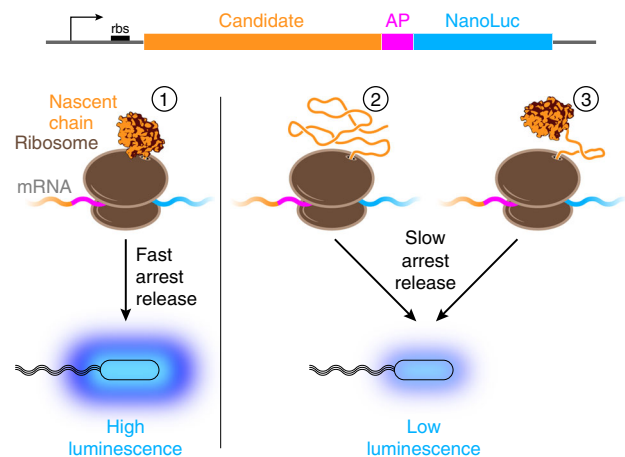 Candidate AP NanoLuc
rbs
1
2
3
Nascent
chain
Ribosome
mRNA
Fast
arrest
release
Slow
arrest
release
High
luminescence
Low
luminescence